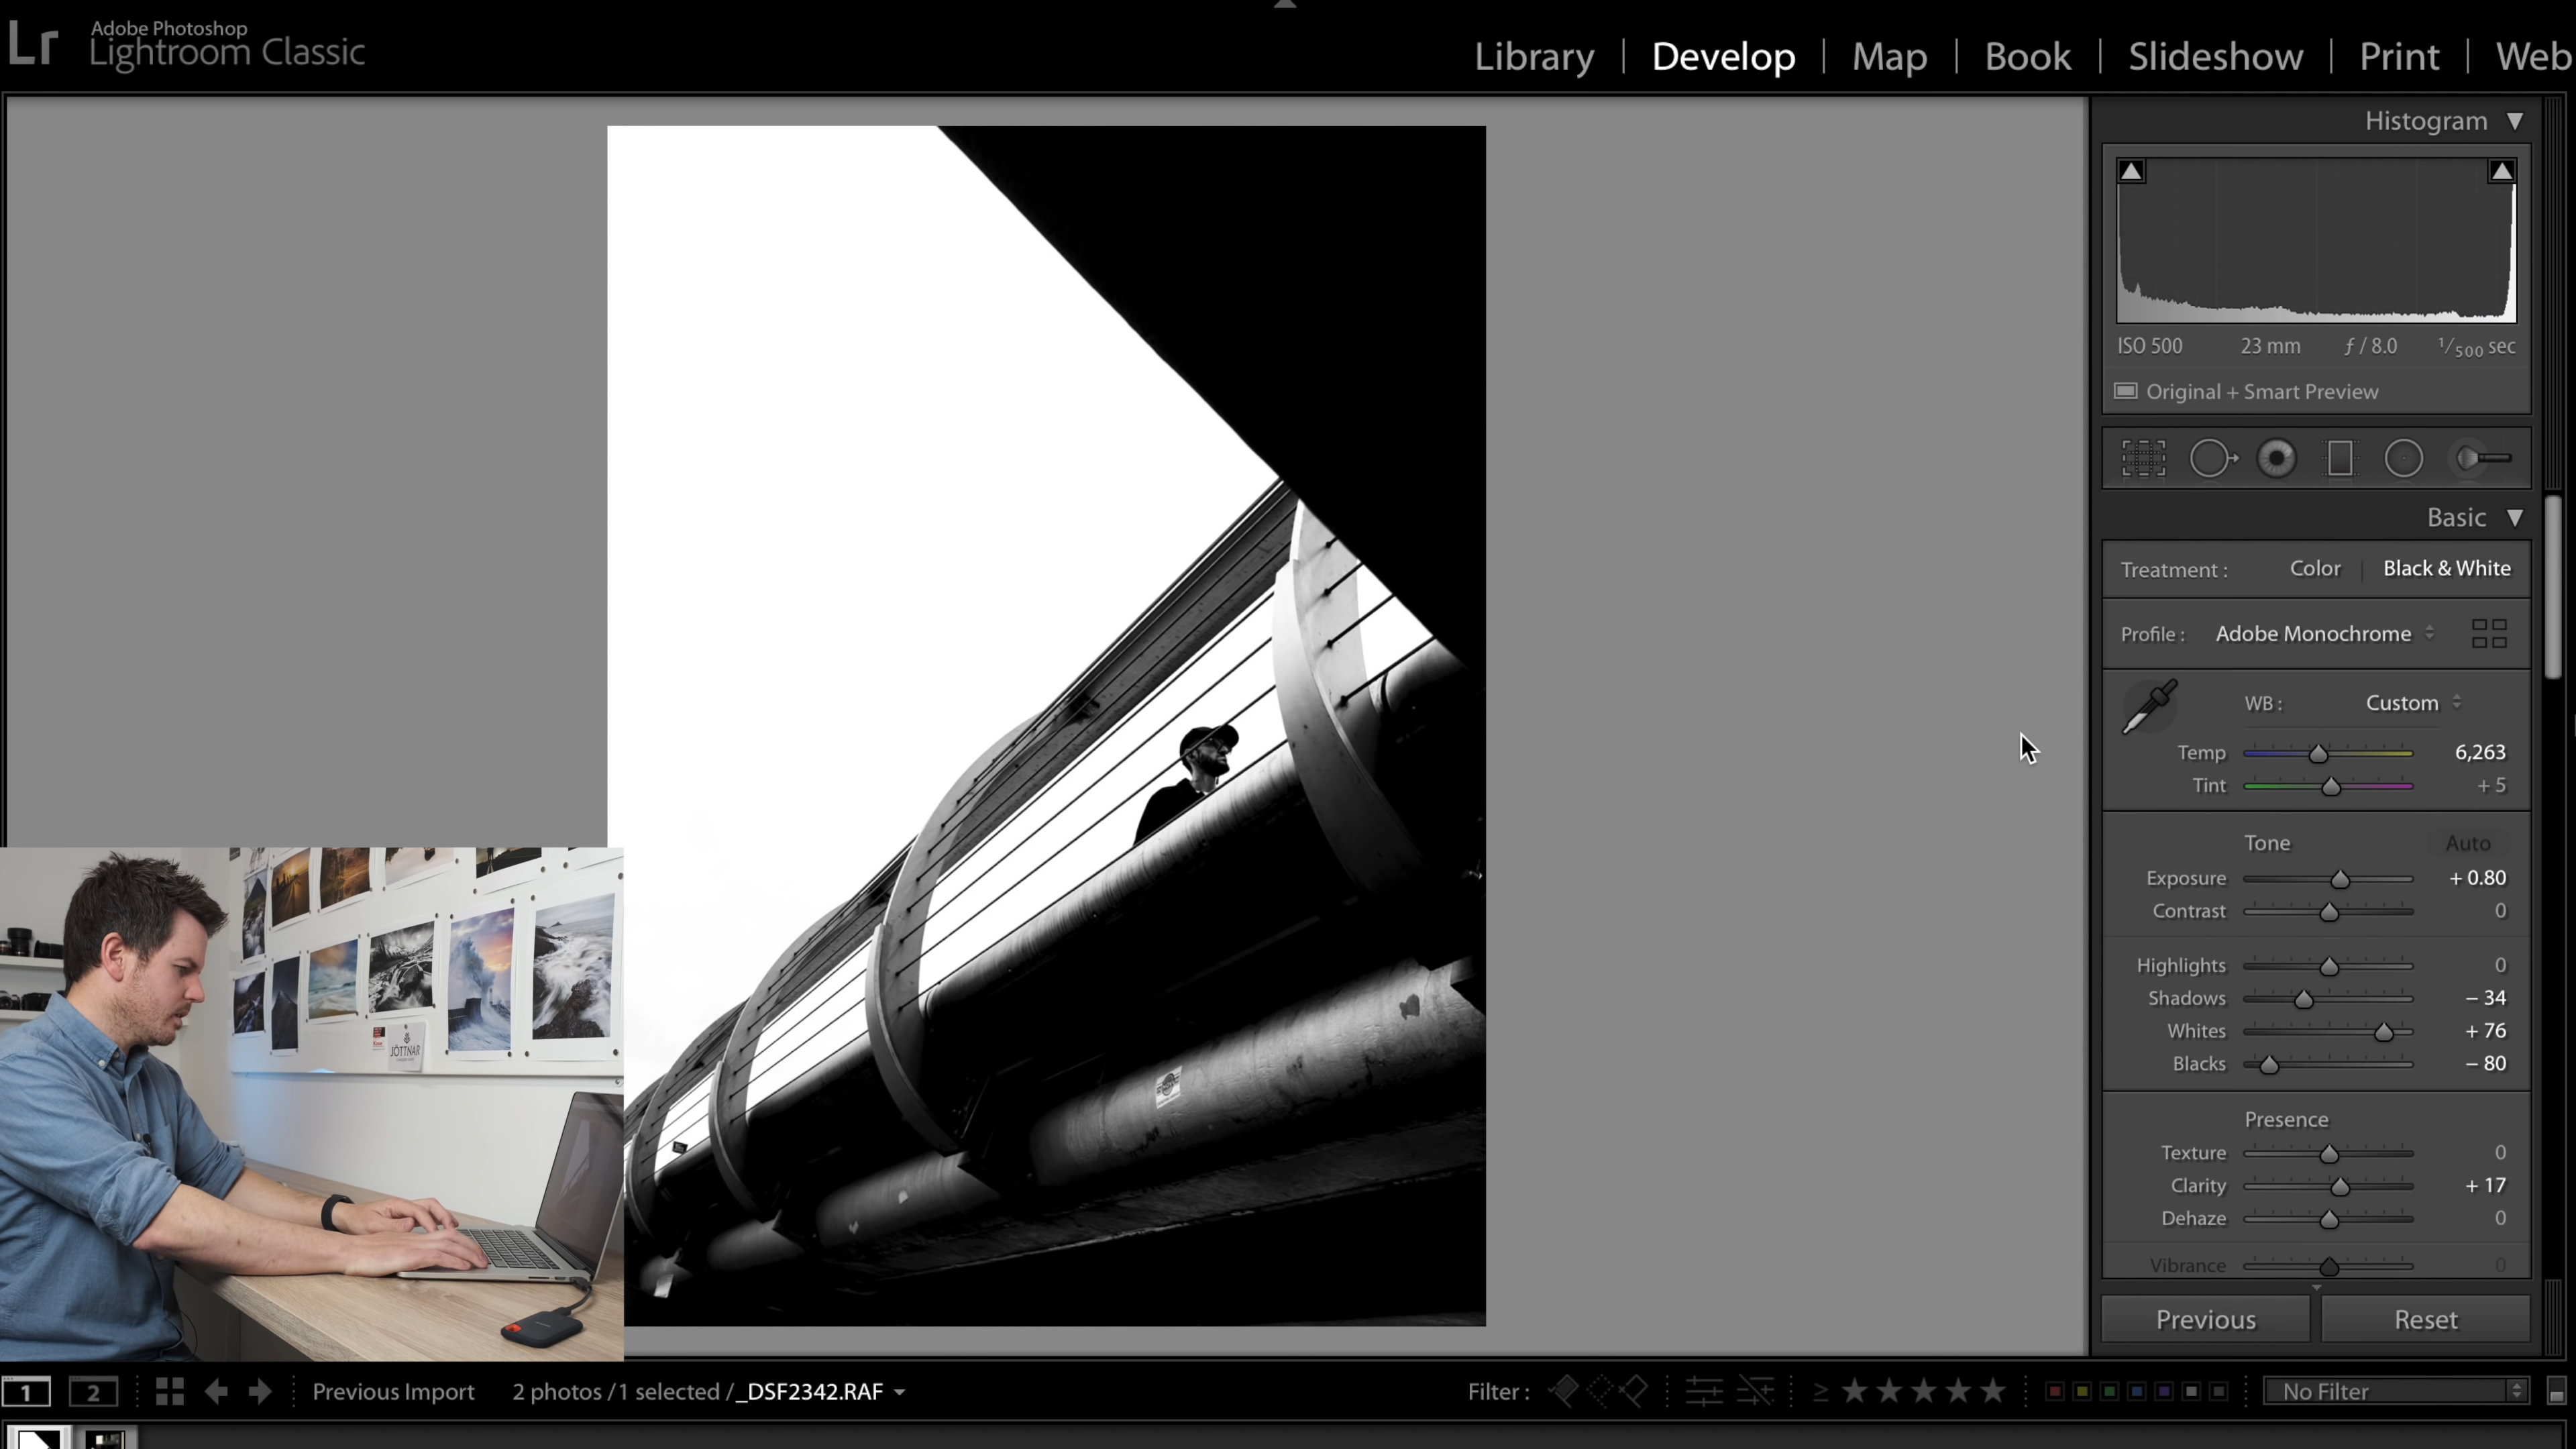 Lr Adobe Photoshop
Lightroom Classic
Library | Develop | Map | Book | Slideshow | Print | Web
Histogram
ISO 500 23 mm ƒ / 8.0 1/500 sec
Original + Smart Preview
Basic
Treatment : Color | Black & White
Profile : Adobe Monochrome
WB : Custom
Temp 6,263
Tint + 5
Tone Auto
Exposure + 0.80
Contrast 0
Highlights 0
Shadows – 34
Whites + 76
Blacks – 80
Presence
Texture 0
Clarity + 17
Dehaze 0
Vibrance 0
Previous Reset
JÖTTNAR
1 2 Previous Import 2 photos / 1 selected / _DSF2342.RAF Filter : ≥ ★★★★★ No Filter